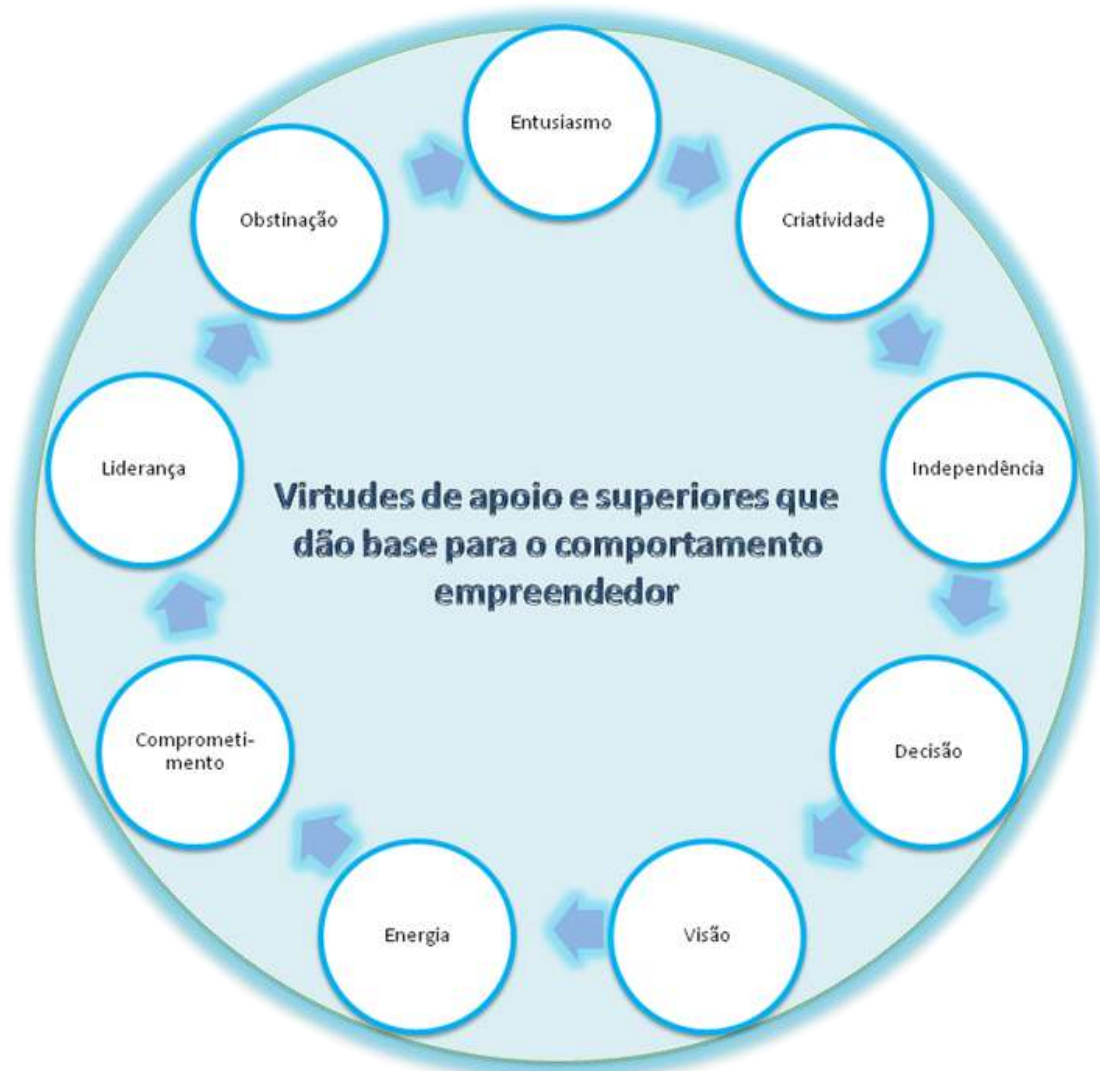 Entusiasmo
Criatividade
Independência
Decisão
Visão
Energia
Comprometi-
mento
Liderança
Obstinação
Virtudes de apoio e superiores que
dão base para o comportamento
empreendedor